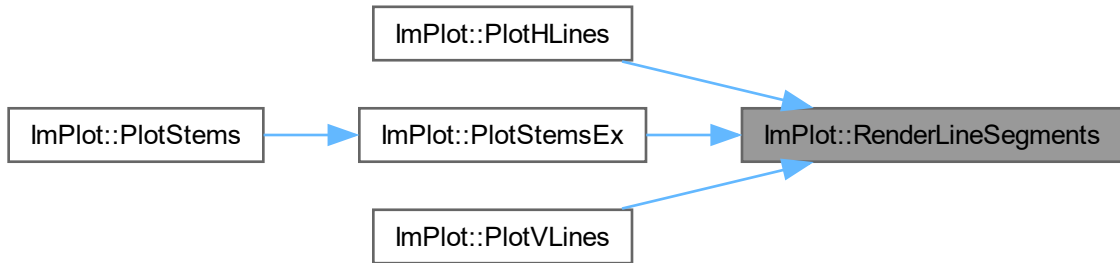 ImPlot::PlotHLines
ImPlot::PlotStems
ImPlot::PlotStemsEx
ImPlot::RenderLineSegments
ImPlot::PlotVLines